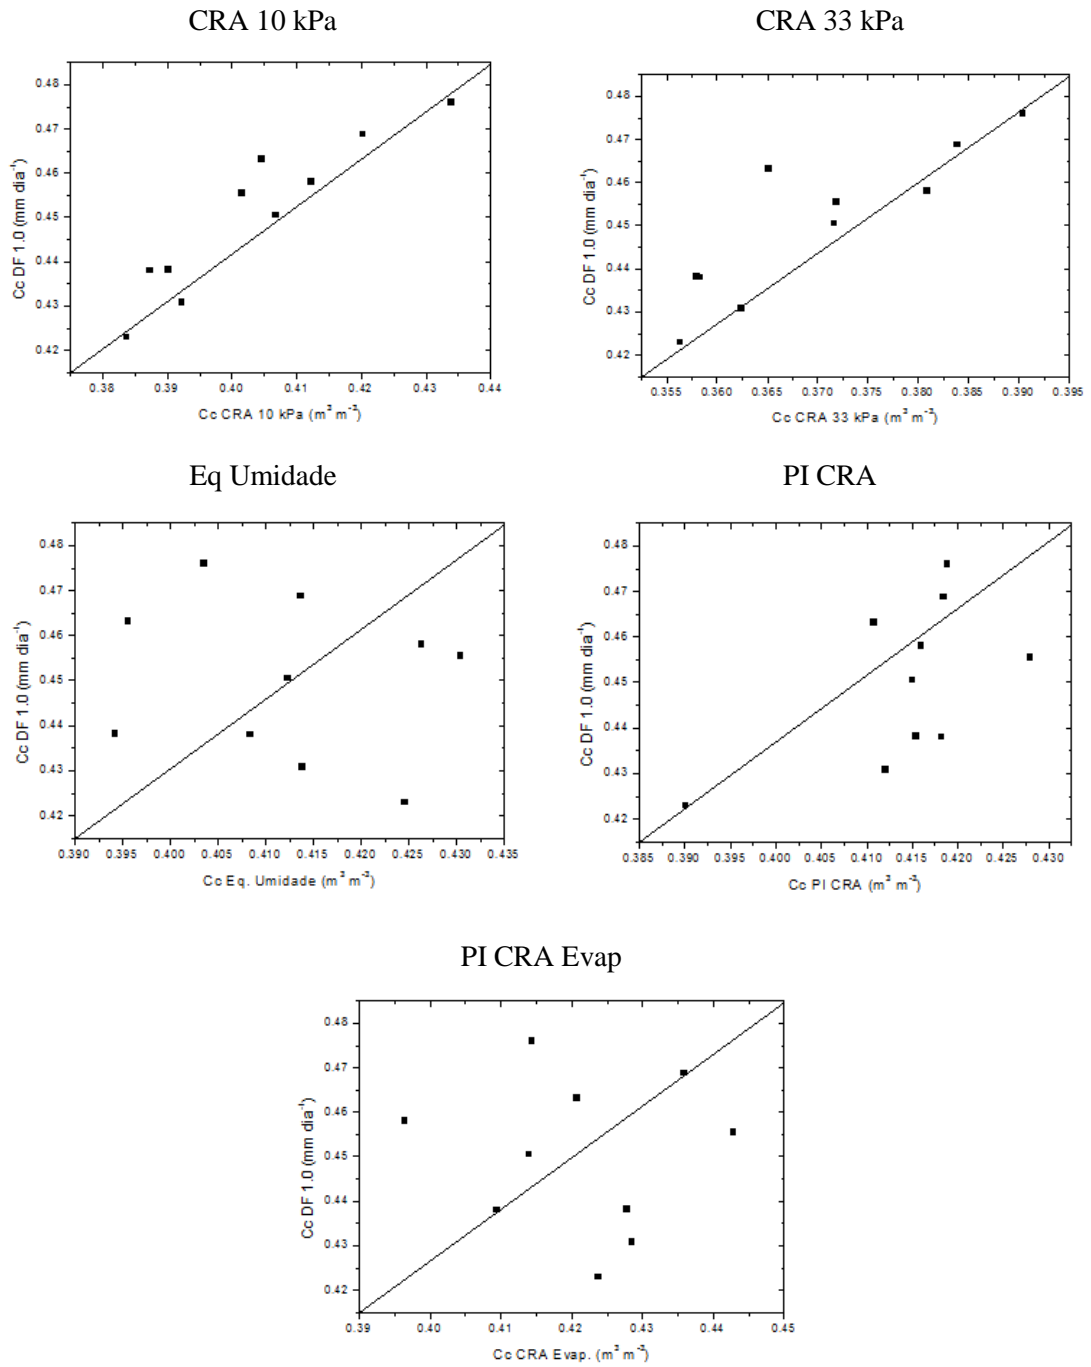 CRA 10 kPa
CRA 33 kPa
0.48
0.47
0.46
0.45
0.44
0.43
0.42
Cc DF 1.0 (mm dia⁻¹)
0.38 0.39 0.40 0.41 0.42 0.43 0.44
Cc CRA 10 kPa (m³ m⁻³)
0.48
0.47
0.46
0.45
0.44
0.43
0.42
Cc DF 1.0 (mm dia⁻¹)
0.355 0.360 0.365 0.370 0.375 0.380 0.385 0.390 0.395
Cc CRA 33 kPa (m³ m⁻³)
Eq Umidade
PI CRA
0.48
0.47
0.46
0.45
0.44
0.43
0.42
Cc DF 1.0 (mm dia⁻¹)
0.390 0.395 0.400 0.405 0.410 0.415 0.420 0.425 0.430 0.435
Cc Eq. Umidade (m³ m⁻³)
0.48
0.47
0.46
0.45
0.44
0.43
0.42
Cc DF 1.0 (mm dia⁻¹)
0.385 0.390 0.395 0.400 0.405 0.410 0.415 0.420 0.425 0.430
Cc PI CRA (m³ m⁻³)
PI CRA Evap
0.48
0.47
0.46
0.45
0.44
0.43
0.42
Cc DF 1.0 (mm dia⁻¹)
0.39 0.40 0.41 0.42 0.43 0.44 0.45
Cc CRA Evap. (m³ m⁻³)